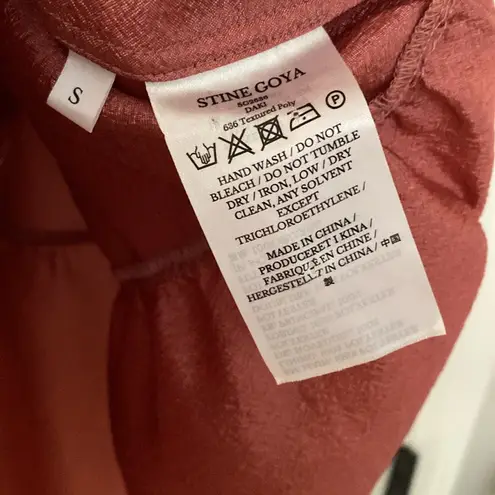 S
STINE GOYA
DAKI
636 Textured Poly
P
HAND WASH / DO NOT
BLEACH / DO NOT TUMBLE
DRY / IRON, LOW / DRY
CLEAN, ANY SOLVENT
EXCEPT
TRICHLOROETHYLENE /
MADE IN CHINA /
PRODUCERET I KINA /
FABRIQUÉ EN CHINE /
HERGESTELLT IN CHINA / 中国
製